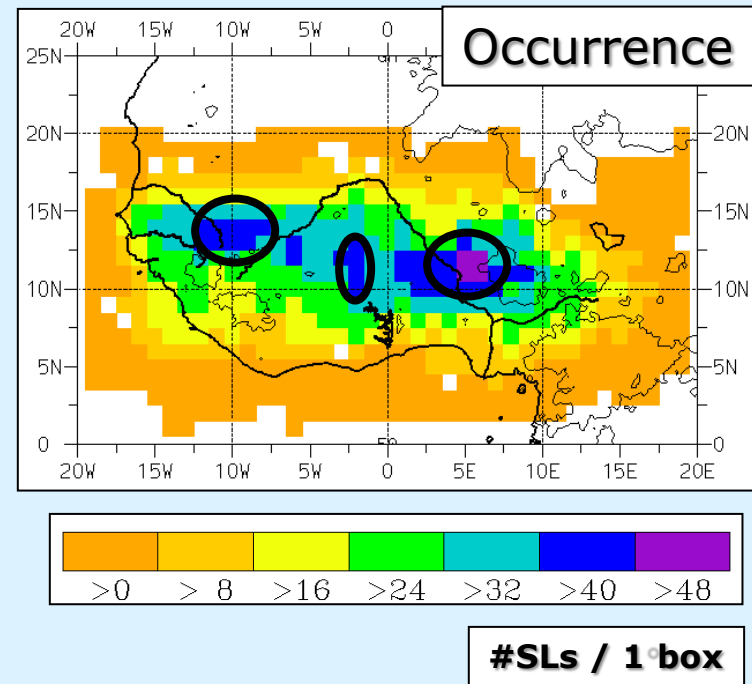 Occurrence
20W 15W 10W 5W 0
25N
20N 20N
15N 15N
10N 10N
5N 5N
0 0
20W 15W 10W 5W 0 5E 10E 15E 20E
>0 > 8 >16 >24 >32 >40 >48
#SLs / 1° box